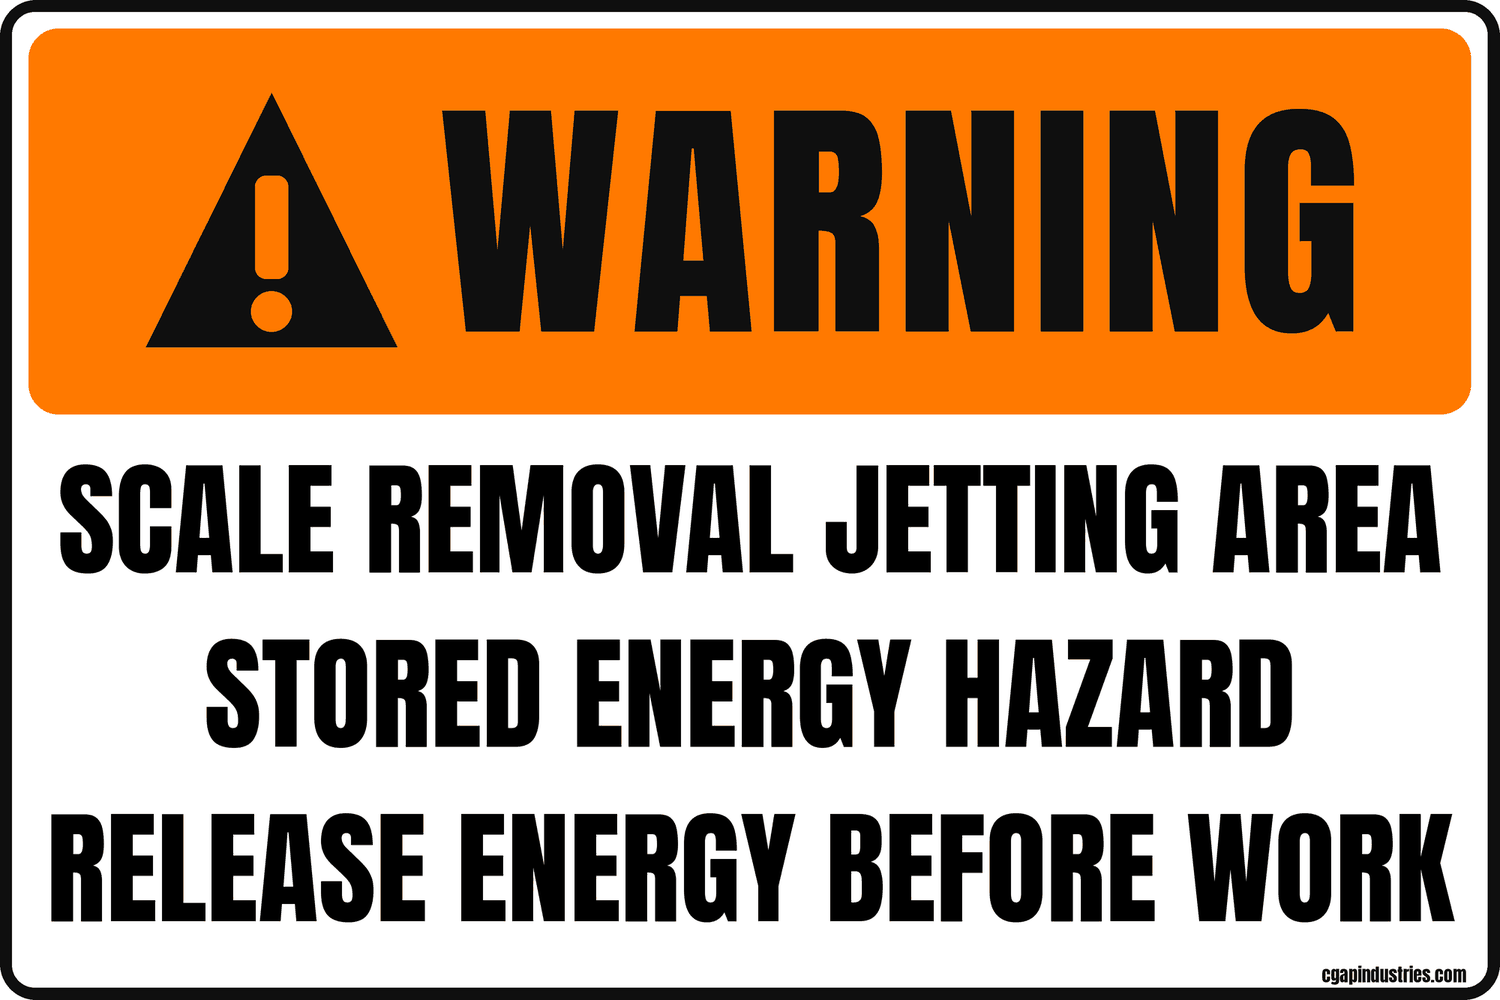 WARNING
SCALE REMOVAL JETTING AREA
STORED ENERGY HAZARD
RELEASE ENERGY BEFORE WORK
cgapindustries.com